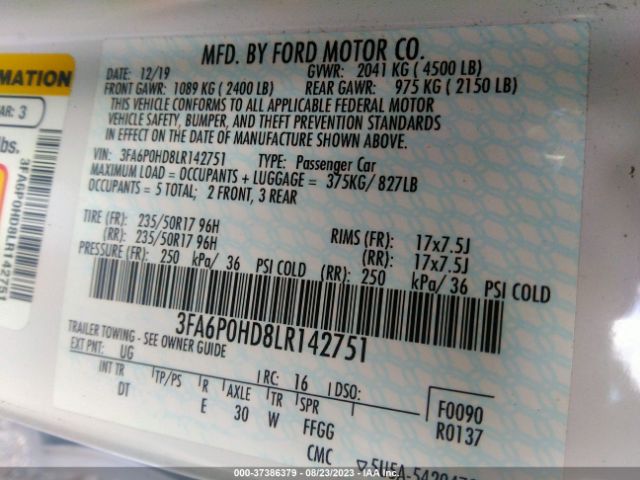 MFD. BY FORD MOTOR CO.
DATE: 12/19 GVWR: 2041 KG ( 4500 LB)
FRONT GAWR: 1089 KG ( 2400 LB) REAR GAWR: 975 KG ( 2150 LB)
THIS VEHICLE CONFORMS TO ALL APPLICABLE FEDERAL MOTOR
VEHICLE SAFETY, BUMPER, AND THEFT PREVENTION STANDARDS
IN EFFECT ON THE DATE OF MANUFACTURE SHOWN ABOVE.
VIN: 3FA6P0HD8LR142751 TYPE: Passenger Car
MAXIMUM LOAD = OCCUPANTS + LUGGAGE = 375KG/ 827LB
OCCUPANTS = 5 TOTAL; 2 FRONT, 3 REAR
TIRE (FR): 235/50R17 96H RIMS (FR): 17x7.5J
(RR): 235/50R17 96H (RR): 17x7.5J
PRESSURE (FR): 250 kPa/ 36 PSI COLD (RR): 250 kPa/ 36 PSI COLD
3FA6P0HD8LR142751
TRAILER TOWING - SEE OWNER GUIDE
EXT PNT: UG RC: 16 DSO:
INT TR TP/PS R AXLE TR SPR F0090
DT E 30 W FFGG R0137
CMC
MATION
AR: 3
lbs.
3FA6P0HD8LR142751
000-37386379 - 08/23/2023 - IAA Inc.